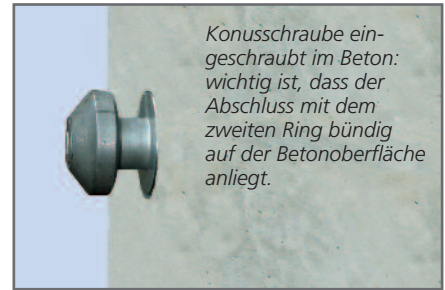 Konusschraube ein-
geschraubt im Beton:
wichtig ist, dass der
Abschluss mit dem
zweiten Ring bündig
auf der Betonoberfläche
anliegt.